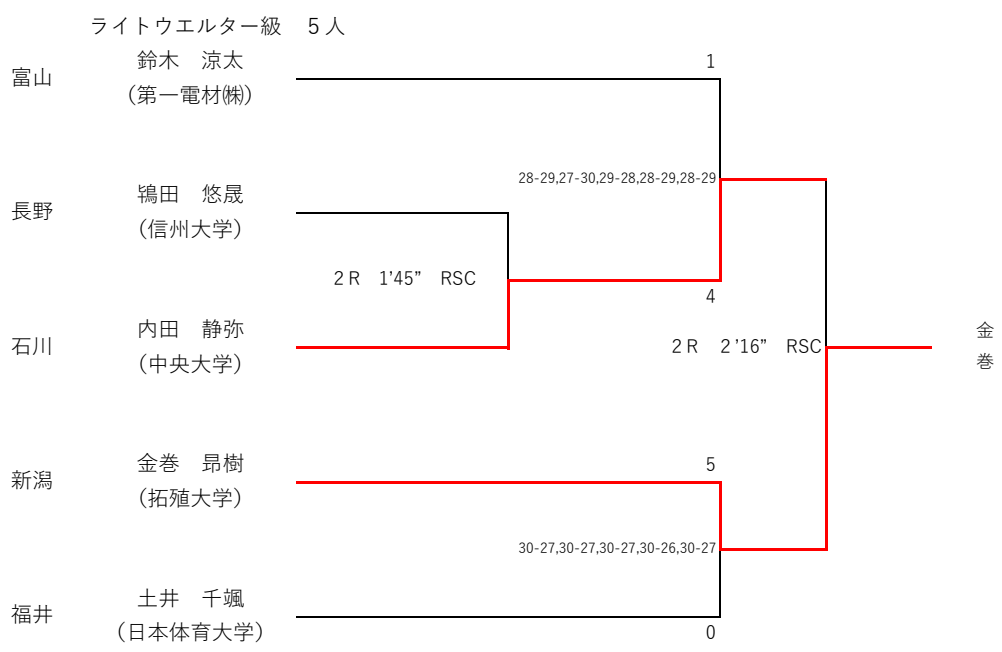 ライトウエルター級　５人
富山
鈴木　涼太
（第一電材㈱）
1
28-29,27-30,29-28,28-29,28-29
長野
鴇田　悠晟
（信州大学）
２R　1’45”　RSC
4
石川
内田　静弥
（中央大学）
２R　２’16”　RSC
金
巻
新潟
金巻　昂樹
（拓殖大学）
5
30-27,30-27,30-27,30-26,30-27
福井
土井　千颯
（日本体育大学）
0